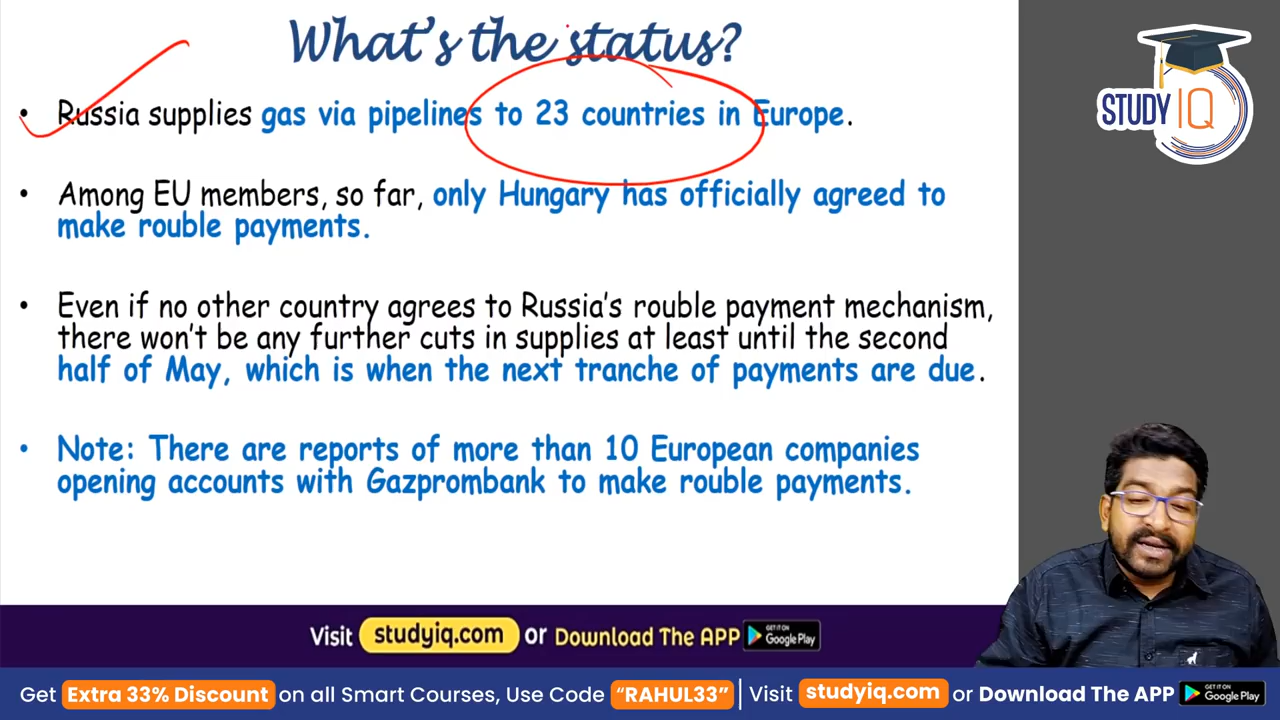 What's the status?
• Russia supplies gas via pipelines to 23 countries in Europe.
• Among EU members, so far, only Hungary has officially agreed to
make rouble payments.
• Even if no other country agrees to Russia's rouble payment mechanism,
there won't be any further cuts in supplies at least until the second
half of May, which is when the next tranche of payments are due.
• Note: There are reports of more than 10 European companies
opening accounts with Gazprombank to make rouble payments.
STUDY IQ
Visit studyiq.com or Download The APP GET IT ON Google Play
Get Extra 33% Discount on all Smart Courses, Use Code "RAHUL33" | Visit studyiq.com or Download The APP GET IT ON Google Play